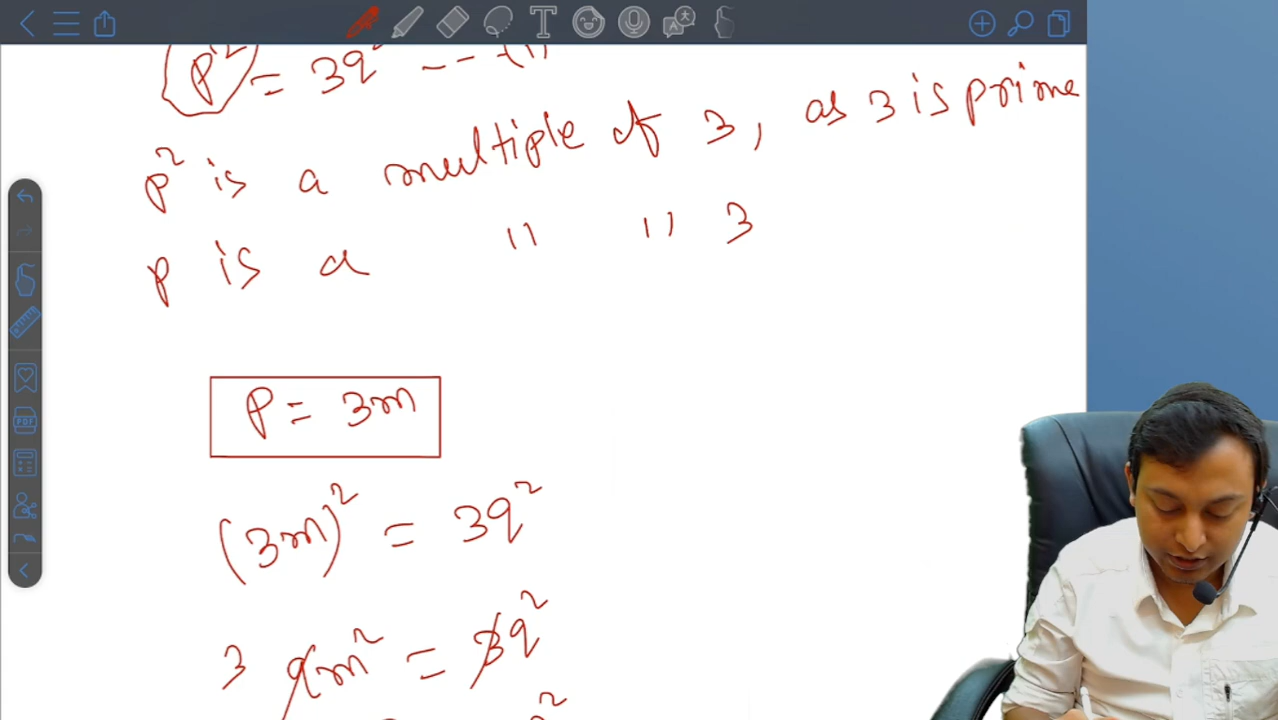 p² = 3q² --- (1)
p² is a multiple of 3, as 3 is prime
p is a " " 3
P = 3m
(3m)² = 3q²
3 9m² = 3q²